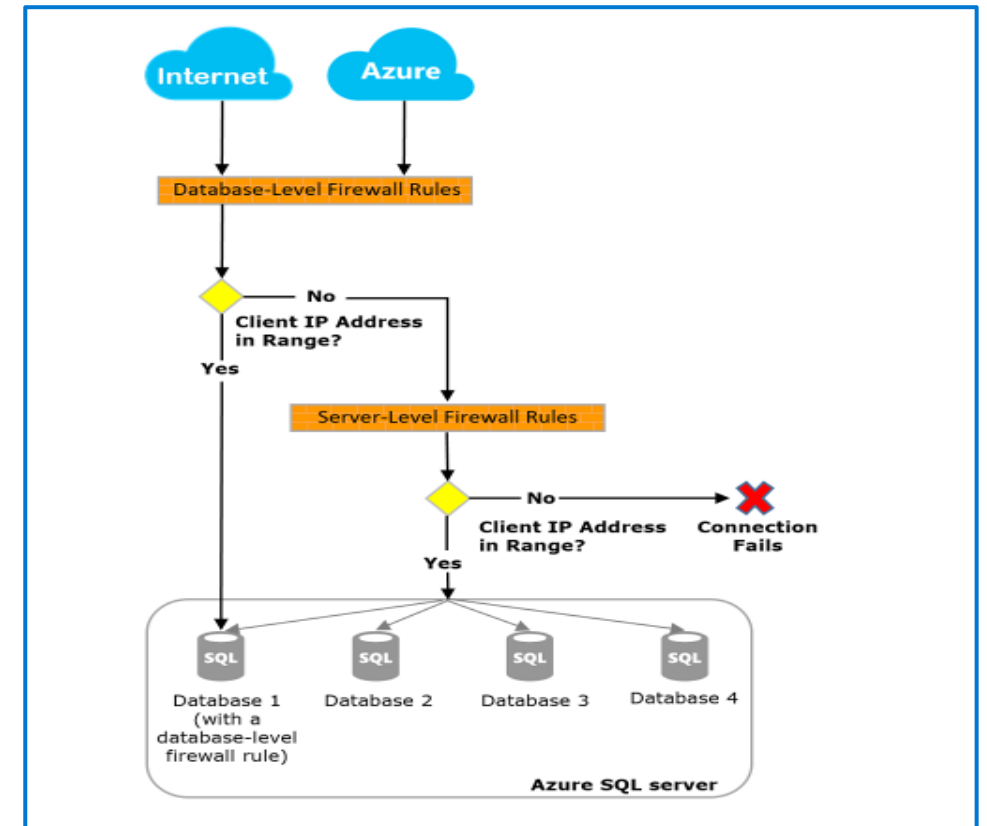 Internet
Azure
Database-Level Firewall Rules
No
Client IP Address
in Range?
Yes
Server-Level Firewall Rules
No
Client IP Address
in Range?
Connection
Fails
Yes
SQL
SQL
SQL
SQL
Database 1
(with a
database-level
firewall rule)
Database 2
Database 3
Database 4
Azure SQL server